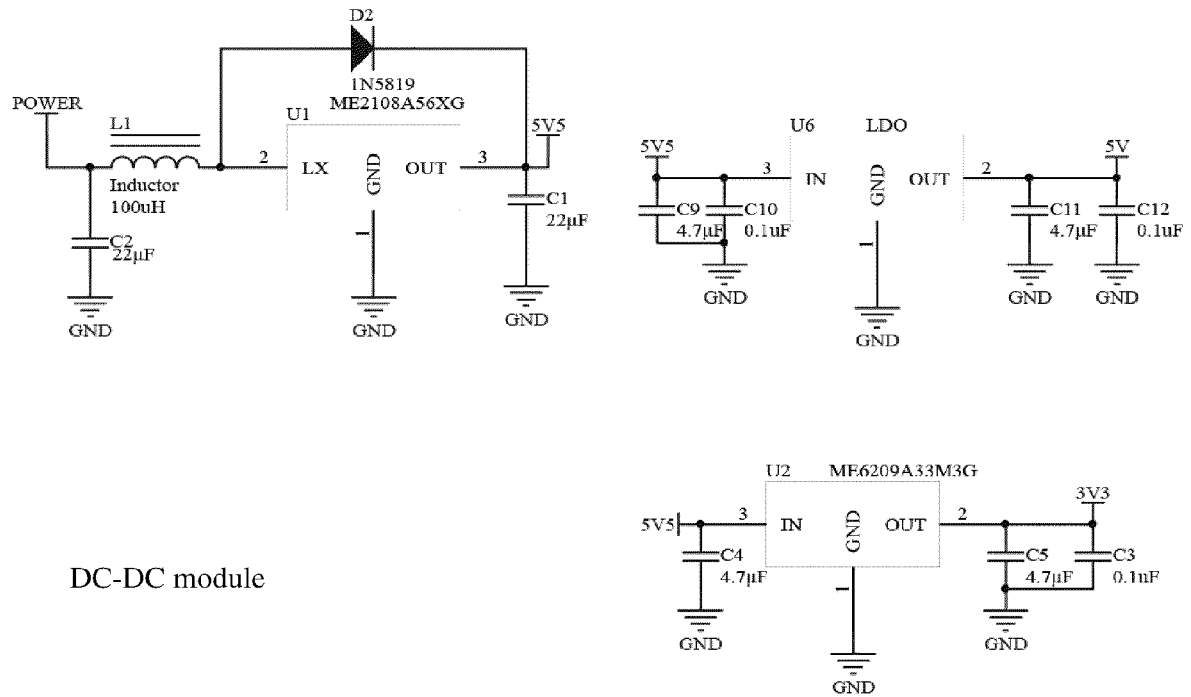 D2
1N5819
ME2108A56XG
POWER
L1
U1
5V5
2
LX
GND
OUT
3
Inductor
100uH
C1
22μF
C2
22μF
1
GND
GND
GND
U6
LDO
5V5
3
IN
GND
OUT
2
5V
C9
4.7μF
C10
0.1uF
C11
4.7μF
C12
0.1uF
1
GND
GND
GND
GND
U2
ME6209A33M3G
5V5
3
IN
GND
OUT
2
3V3
C4
4.7μF
C5
4.7μF
C3
0.1uF
1
GND
GND
GND
DC-DC module